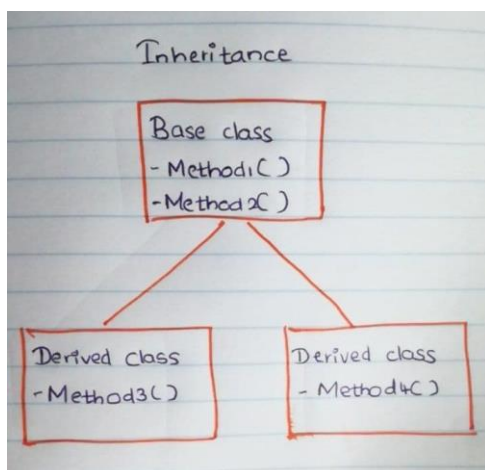 Inheritance
Base class
- Method1()
- Method2()
Derived class
- Method3()
Derived class
- Method4()